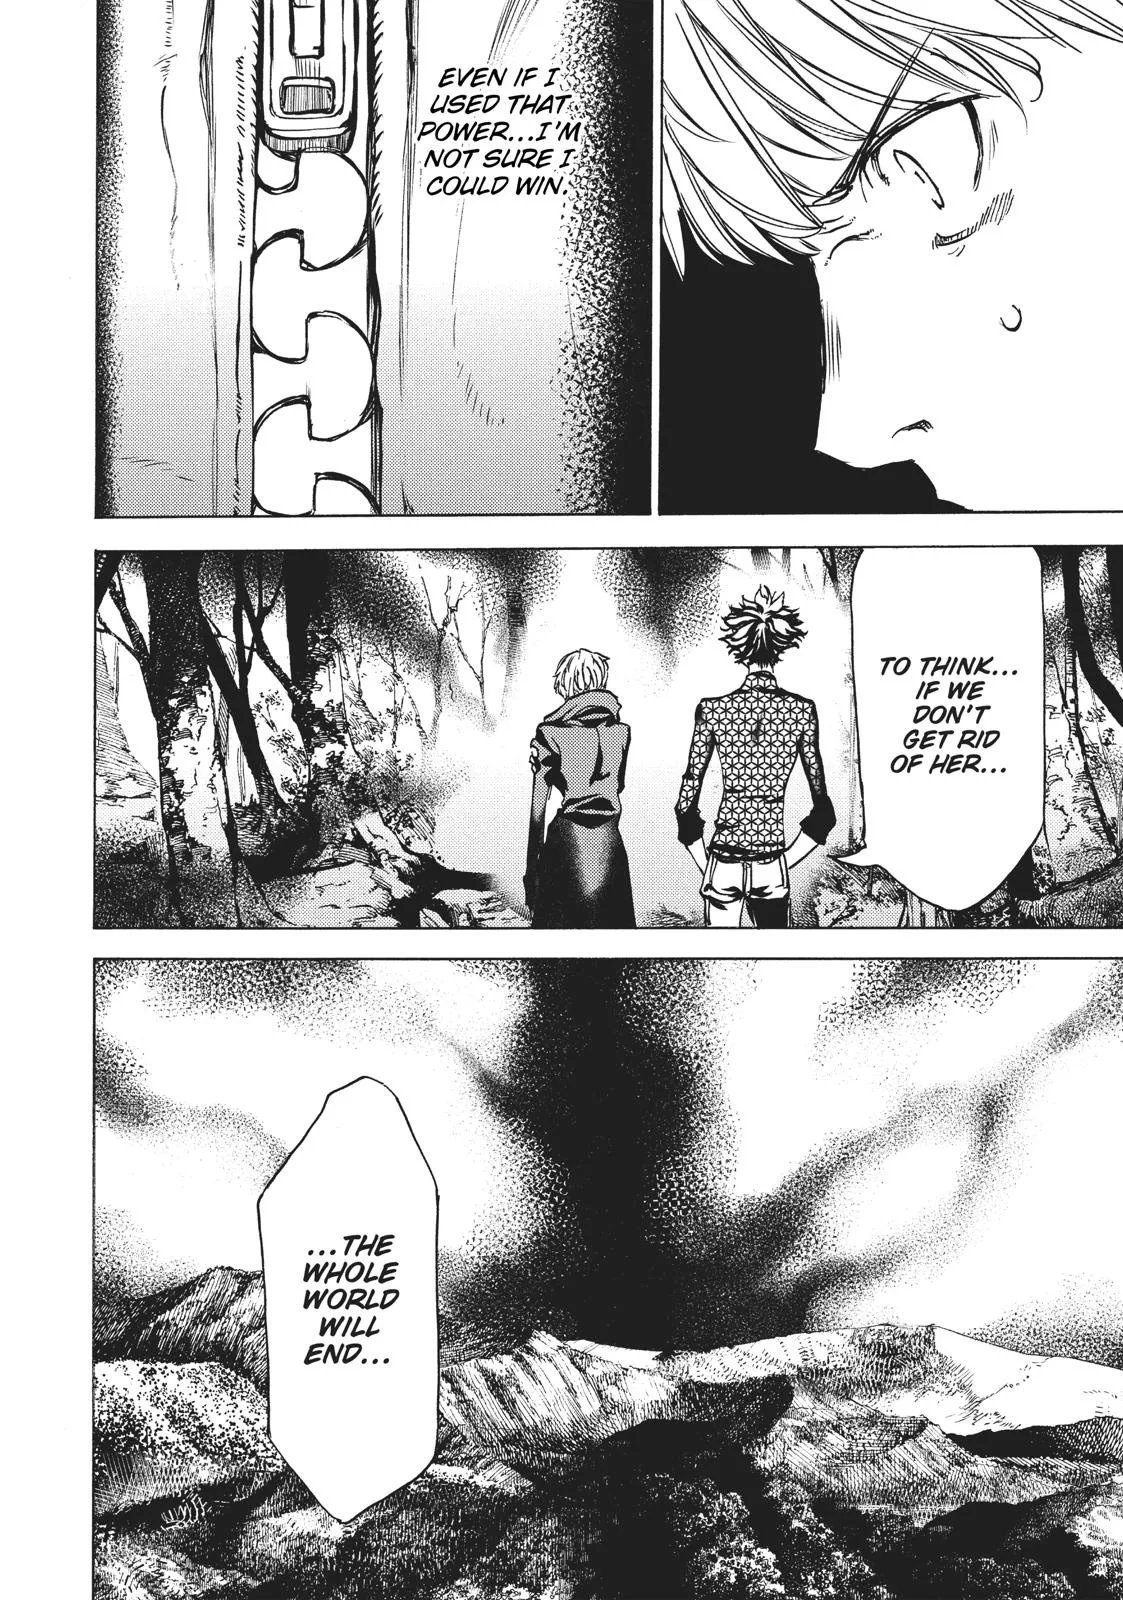 EVEN IF I
USED THAT
POWER...I'M
NOT SURE I
COULD WIN.
TO THINK...
IF WE
DON'T
GET RID
OF HER...
...THE
WHOLE
WORLD
WILL
END...